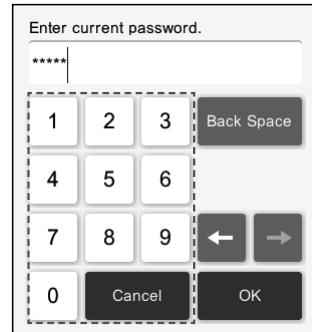 Enter current password.
*****
1 2 3 Back Space
4 5 6
7 8 9 ← →
0 Cancel OK